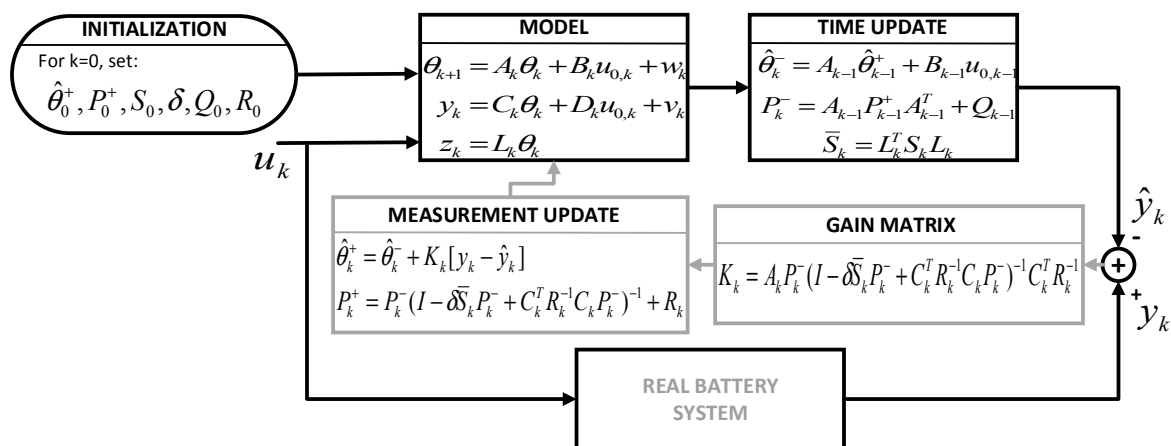 INITIALIZATION
For k=0, set:
θ̂₀⁺, P₀⁺, S₀, δ, Q₀, R₀
MODEL
θₖ₊₁ = Aₖθₖ + Bₖu₀,ₖ + wₖ
yₖ = Cₖθₖ + Dₖu₀,ₖ + vₖ
zₖ = Lₖθₖ
TIME UPDATE
θ̂ₖ⁻ = Aₖ₋₁θ̂ₖ₋₁⁺ + Bₖ₋₁u₀,ₖ₋₁
Pₖ⁻ = Aₖ₋₁Pₖ₋₁⁺Aₖ₋₁ᵀ + Qₖ₋₁
S̅ₖ = LₖᵀSₖLₖ
uₖ
MEASUREMENT UPDATE
θ̂ₖ⁺ = θ̂ₖ⁻ + Kₖ[yₖ − ŷₖ]
Pₖ⁺ = Pₖ⁻(I − δS̅ₖPₖ⁻ + CₖᵀRₖ⁻¹CₖPₖ⁻)⁻¹ + Rₖ
GAIN MATRIX
Kₖ = AₖPₖ⁻(I − δS̅ₖPₖ⁻ + CₖᵀRₖ⁻¹CₖPₖ⁻)⁻¹CₖᵀRₖ⁻¹
ŷₖ
-
+
+
yₖ
REAL BATTERY
SYSTEM